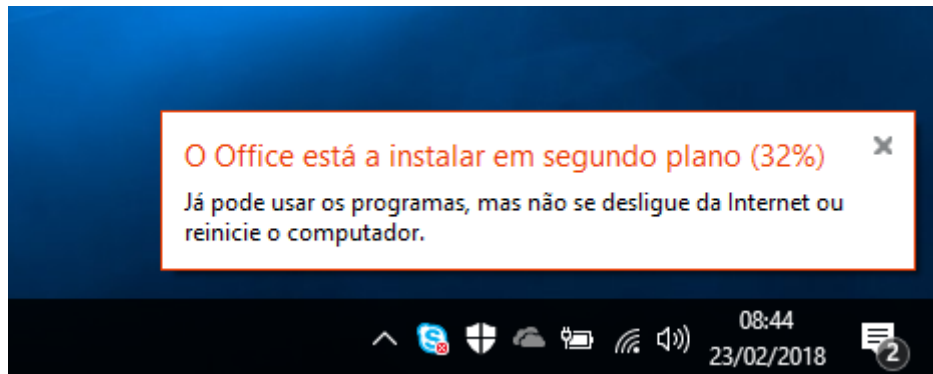 O Office está a instalar em segundo plano (32%)
Já pode usar os programas, mas não se desligue da Internet ou
reinicie o computador.
08:44
23/02/2018
2